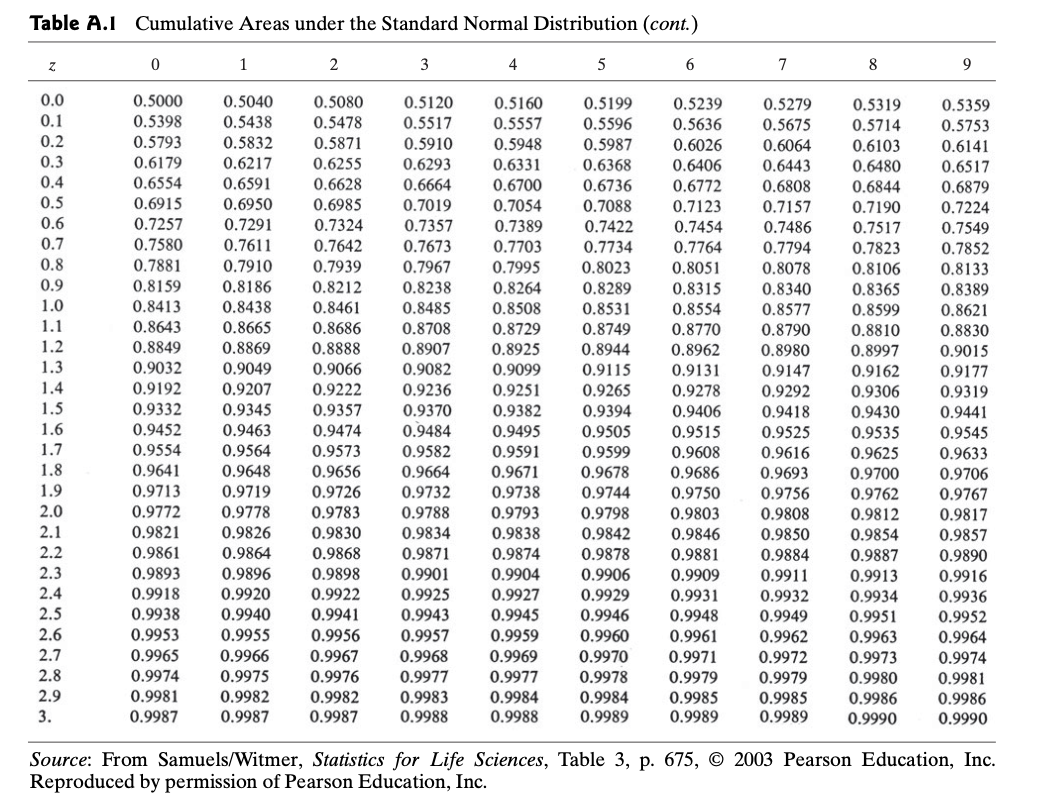 Table A.1 Cumulative Areas under the Standard Normal Distribution (cont.)
z 0 1 2 3 4 5 6 7 8 9
0.0 0.5000 0.5040 0.5080 0.5120 0.5160 0.5199 0.5239 0.5279 0.5319 0.5359
0.1 0.5398 0.5438 0.5478 0.5517 0.5557 0.5596 0.5636 0.5675 0.5714 0.5753
0.2 0.5793 0.5832 0.5871 0.5910 0.5948 0.5987 0.6026 0.6064 0.6103 0.6141
0.3 0.6179 0.6217 0.6255 0.6293 0.6331 0.6368 0.6406 0.6443 0.6480 0.6517
0.4 0.6554 0.6591 0.6628 0.6664 0.6700 0.6736 0.6772 0.6808 0.6844 0.6879
0.5 0.6915 0.6950 0.6985 0.7019 0.7054 0.7088 0.7123 0.7157 0.7190 0.7224
0.6 0.7257 0.7291 0.7324 0.7357 0.7389 0.7422 0.7454 0.7486 0.7517 0.7549
0.7 0.7580 0.7611 0.7642 0.7673 0.7703 0.7734 0.7764 0.7794 0.7823 0.7852
0.8 0.7881 0.7910 0.7939 0.7967 0.7995 0.8023 0.8051 0.8078 0.8106 0.8133
0.9 0.8159 0.8186 0.8212 0.8238 0.8264 0.8289 0.8315 0.8340 0.8365 0.8389
1.0 0.8413 0.8438 0.8461 0.8485 0.8508 0.8531 0.8554 0.8577 0.8599 0.8621
1.1 0.8643 0.8665 0.8686 0.8708 0.8729 0.8749 0.8770 0.8790 0.8810 0.8830
1.2 0.8849 0.8869 0.8888 0.8907 0.8925 0.8944 0.8962 0.8980 0.8997 0.9015
1.3 0.9032 0.9049 0.9066 0.9082 0.9099 0.9115 0.9131 0.9147 0.9162 0.9177
1.4 0.9192 0.9207 0.9222 0.9236 0.9251 0.9265 0.9278 0.9292 0.9306 0.9319
1.5 0.9332 0.9345 0.9357 0.9370 0.9382 0.9394 0.9406 0.9418 0.9430 0.9441
1.6 0.9452 0.9463 0.9474 0.9484 0.9495 0.9505 0.9515 0.9525 0.9535 0.9545
1.7 0.9554 0.9564 0.9573 0.9582 0.9591 0.9599 0.9608 0.9616 0.9625 0.9633
1.8 0.9641 0.9648 0.9656 0.9664 0.9671 0.9678 0.9686 0.9693 0.9700 0.9706
1.9 0.9713 0.9719 0.9726 0.9732 0.9738 0.9744 0.9750 0.9756 0.9762 0.9767
2.0 0.9772 0.9778 0.9783 0.9788 0.9793 0.9798 0.9803 0.9808 0.9812 0.9817
2.1 0.9821 0.9826 0.9830 0.9834 0.9838 0.9842 0.9846 0.9850 0.9854 0.9857
2.2 0.9861 0.9864 0.9868 0.9871 0.9874 0.9878 0.9881 0.9884 0.9887 0.9890
2.3 0.9893 0.9896 0.9898 0.9901 0.9904 0.9906 0.9909 0.9911 0.9913 0.9916
2.4 0.9918 0.9920 0.9922 0.9925 0.9927 0.9929 0.9931 0.9932 0.9934 0.9936
2.5 0.9938 0.9940 0.9941 0.9943 0.9945 0.9946 0.9948 0.9949 0.9951 0.9952
2.6 0.9953 0.9955 0.9956 0.9957 0.9959 0.9960 0.9961 0.9962 0.9963 0.9964
2.7 0.9965 0.9966 0.9967 0.9968 0.9969 0.9970 0.9971 0.9972 0.9973 0.9974
2.8 0.9974 0.9975 0.9976 0.9977 0.9977 0.9978 0.9979 0.9979 0.9980 0.9981
2.9 0.9981 0.9982 0.9982 0.9983 0.9984 0.9984 0.9985 0.9985 0.9986 0.9986
3. 0.9987 0.9987 0.9987 0.9988 0.9988 0.9989 0.9989 0.9989 0.9990 0.9990
Source: From Samuels/Witmer, Statistics for Life Sciences, Table 3, p. 675, © 2003 Pearson Education, Inc.
Reproduced by permission of Pearson Education, Inc.